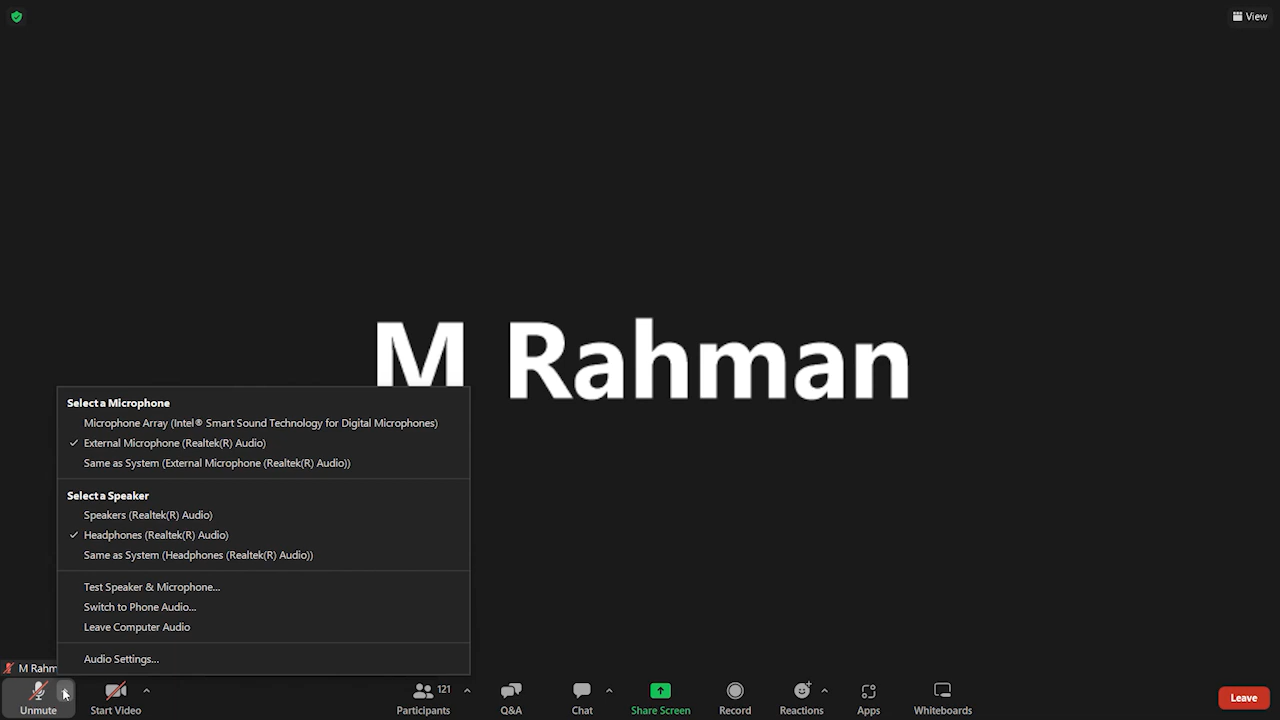 View
M Rahman
Select a Microphone
Microphone Array (Intel® Smart Sound Technology for Digital Microphones)
✓ External Microphone (Realtek(R) Audio)
Same as System (External Microphone (Realtek(R) Audio))
Select a Speaker
Speakers (Realtek(R) Audio)
✓ Headphones (Realtek(R) Audio)
Same as System (Headphones (Realtek(R) Audio))
Test Speaker & Microphone...
Switch to Phone Audio...
Leave Computer Audio
Audio Settings...
M Rahm
Unmute
Start Video
Participants 121
Q&A
Chat
Share Screen
Record
Reactions
Apps
Whiteboards
Leave